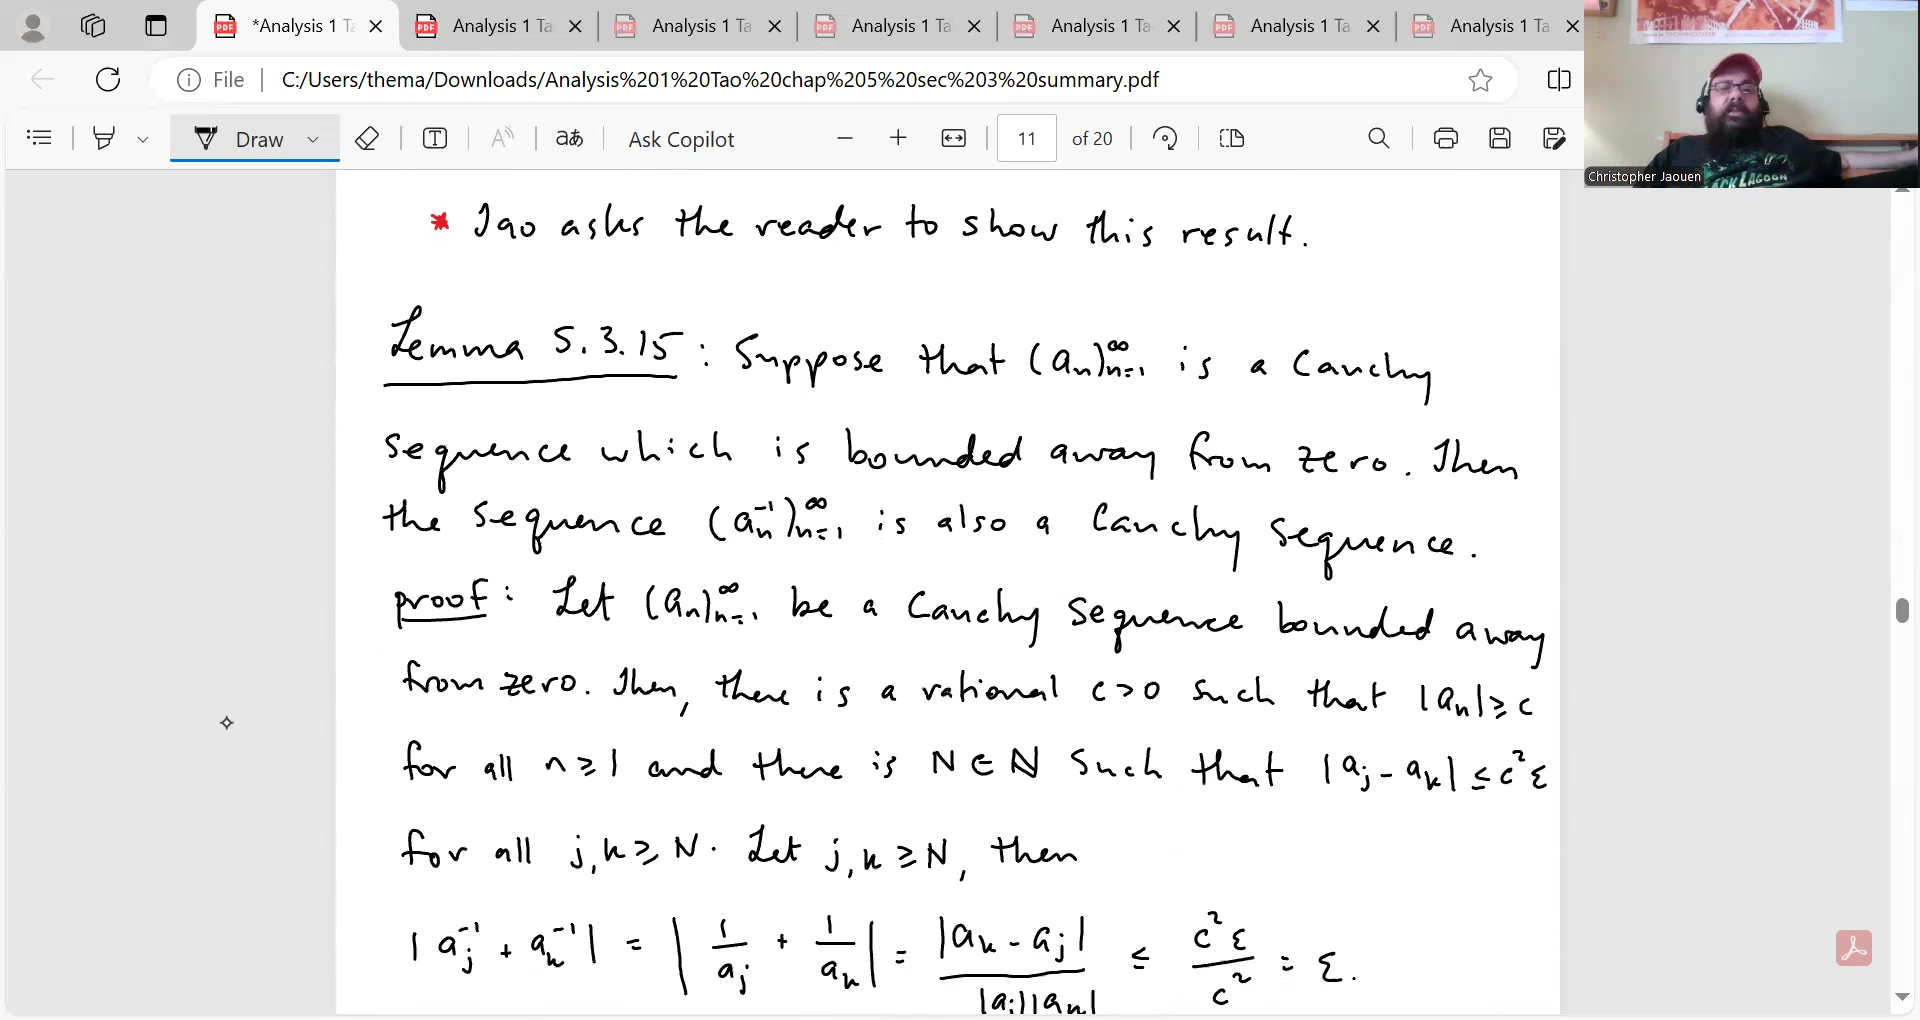 *Analysis 1 Ta
Analysis 1 Ta
Analysis 1 Ta
Analysis 1 Ta
Analysis 1 Ta
Analysis 1 Ta
Analysis 1 Ta
File
C:/Users/thema/Downloads/Analysis%201%20Tao%20chap%205%20sec%203%20summary.pdf
Draw
T
A
aあ
Ask Copilot
11 of 20
Christopher Jaouen
LAGOON
* Tao asks the reader to show this result.
Lemma 5.3.15: Suppose that (aₙ)ₙ₌₁^∞ is a Cauchy
sequence which is bounded away from zero. Then
the sequence (aₙ⁻¹)ₙ₌₁^∞ is also a Cauchy sequence.
proof: Let (aₙ)ₙ₌₁^∞ be a Cauchy sequence bounded away
from zero. Then, there is a rational c>0 such that |aₙ|≥c
for all n≥1 and there is N∈ℕ such that |aⱼ-aₖ|≤c²ε
for all j,k≥N. Let j,k≥N, then
|aⱼ⁻¹+aₖ⁻¹| = |1/aⱼ + 1/aₖ| = |aₖ-aⱼ|/|aⱼ||aₖ| ≤ c²ε/c² = ε.